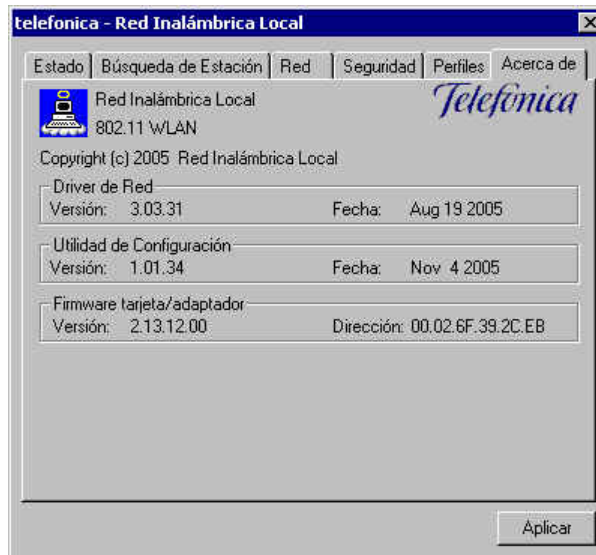 telefonica - Red Inalámbrica Local
Estado Búsqueda de Estación Red Seguridad Perfiles Acerca de
Red Inalámbrica Local
802.11 WLAN
Telefónica
Copyright (c) 2005 Red Inalámbrica Local
Driver de Red
Versión: 3.03.31 Fecha: Aug 19 2005
Utilidad de Configuración
Versión: 1.01.34 Fecha: Nov 4 2005
Firmware tarjeta/adaptador
Versión: 2.13.12.00 Dirección: 00.02.6F.39.2C.EB
Aplicar